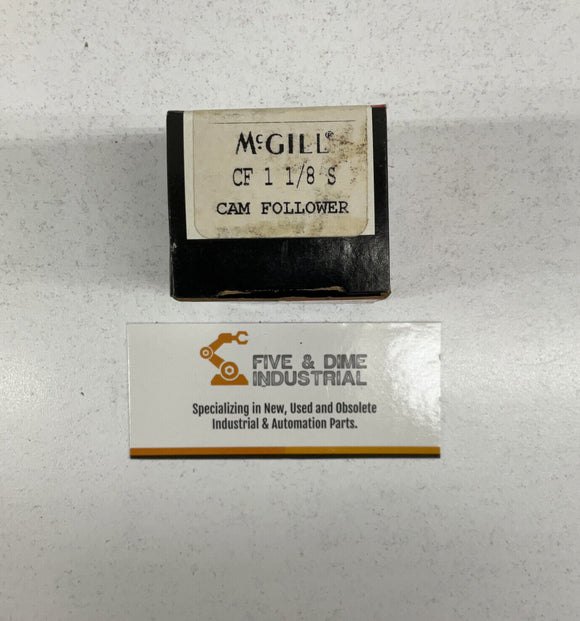 McGILL®
CF 1 1/8 S
CAM FOLLOWER
FIVE & DIME
INDUSTRIAL
Specializing in New, Used and Obsolete
Industrial & Automation Parts.